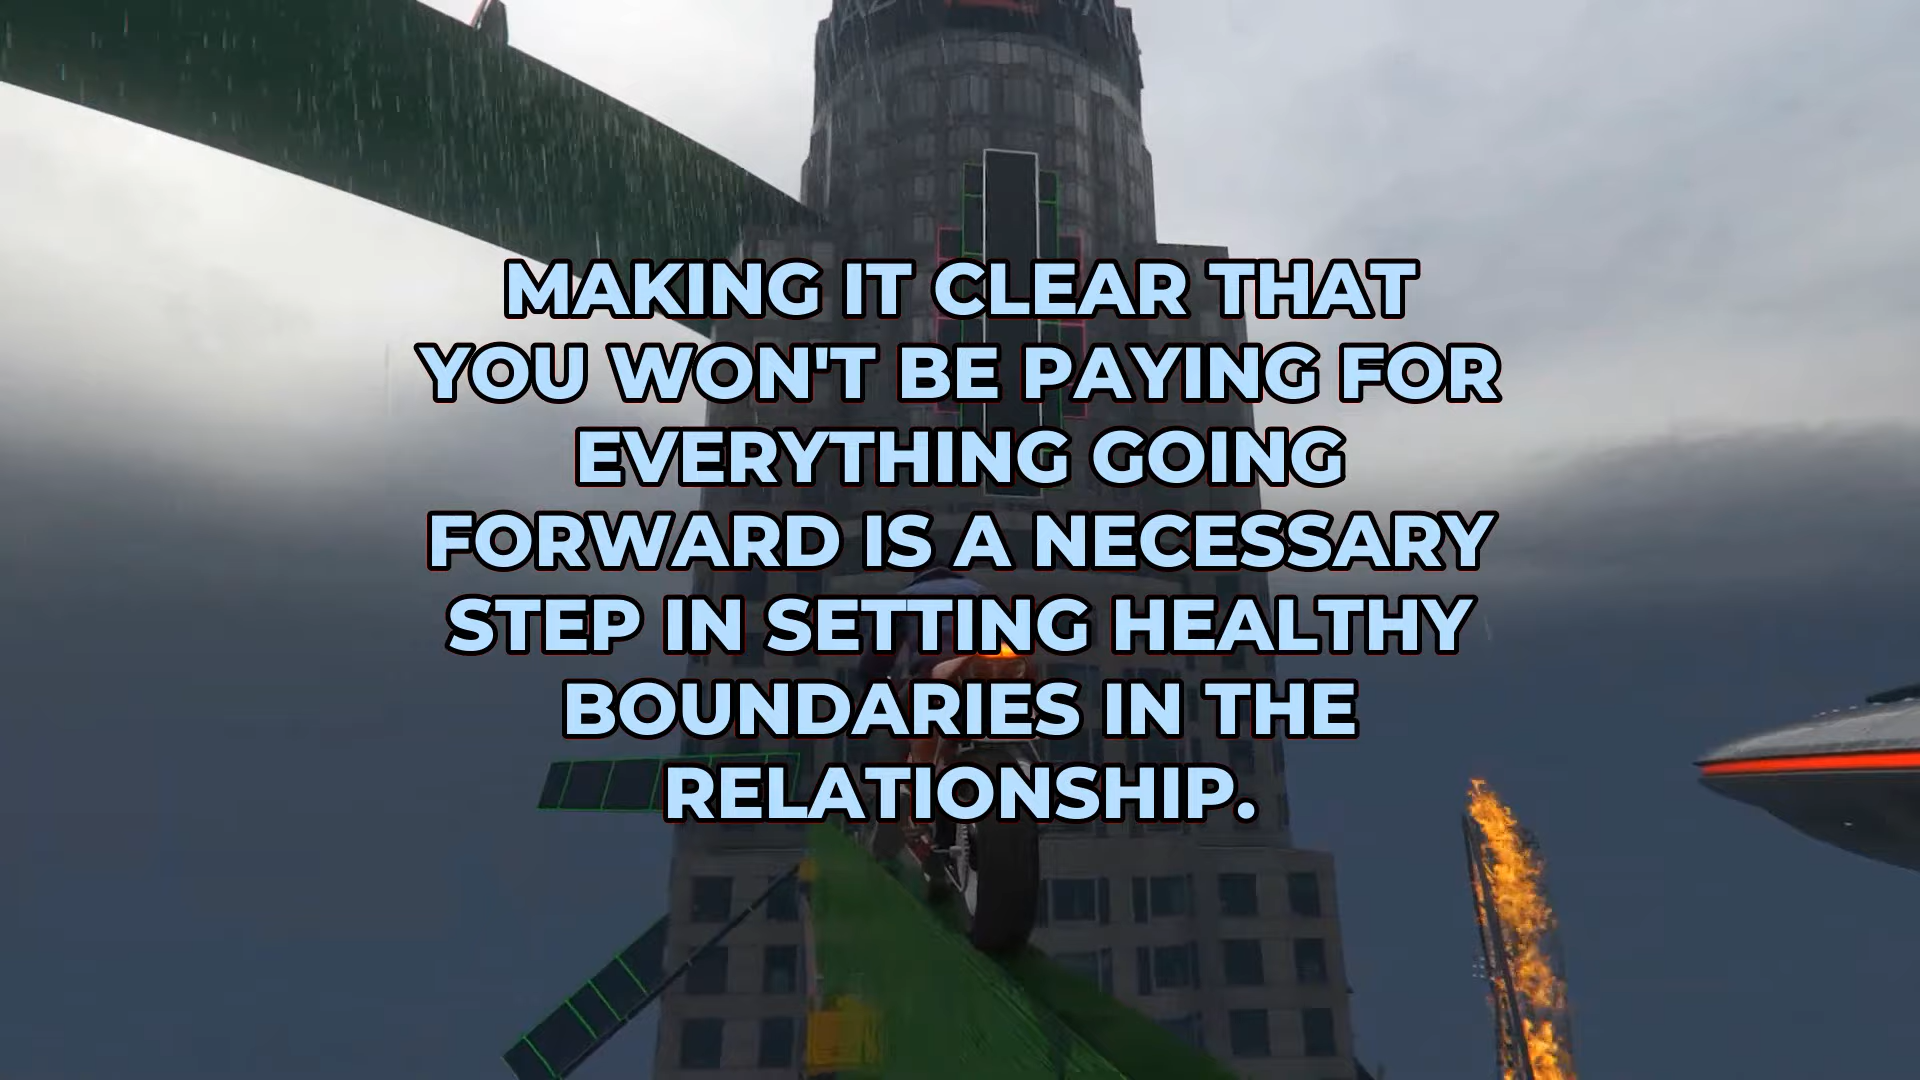 MAKING IT CLEAR THAT
YOU WON'T BE PAYING FOR
EVERYTHING GOING
FORWARD IS A NECESSARY
STEP IN SETTING HEALTHY
BOUNDARIES IN THE
RELATIONSHIP.